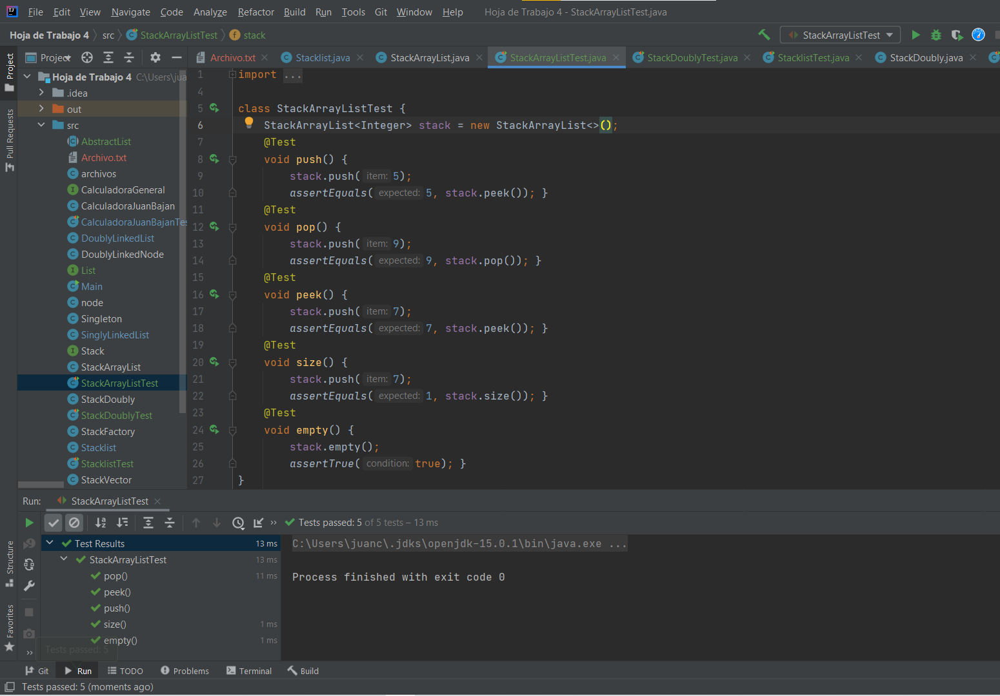 File Edit View Navigate Code Analyze Refactor Build Run Tools Git Window Help Hoja de Trabajo 4 - StackArrayListTest.java
Hoja de Trabajo 4 src StackArrayListTest f stack StackArrayListTest
Project Archivo.txt Stacklist.java StackArrayList.java StackArrayListTest.java StackDoublyTest.java StacklistTest.java StackDoubly.java
Project
Pull Requests
Structure
Favorites
Hoja de Trabajo 4 C:\Users\jua
.idea
out
src
AbstractList
Archivo.txt
archivos
CalculadoraGeneral
CalculadoraJuanBajan
CalculadoraJuanBajanTes
DoublyLinkedList
DoublyLinkedNode
List
Main
node
Singleton
SinglyLinkedList
Stack
StackArrayList
StackArrayListTest
StackDoubly
StackDoublyTest
StackFactory
Stacklist
StacklistTest
StackVector
1 import ...
4
5 class StackArrayListTest {
6 StackArrayList<Integer> stack = new StackArrayList<>();
7 @Test
8 void push() {
9 stack.push( item: 5);
10 assertEquals( expected: 5, stack.peek()); }
11 @Test
12 void pop() {
13 stack.push( item: 9);
14 assertEquals( expected: 9, stack.pop()); }
15 @Test
16 void peek() {
17 stack.push( item: 7);
18 assertEquals( expected: 7, stack.peek()); }
19 @Test
20 void size() {
21 stack.push( item: 7);
22 assertEquals( expected: 1, stack.size()); }
23 @Test
24 void empty() {
25 stack.empty();
26 assertTrue( condition: true); }
27 }
Run: StackArrayListTest
Tests passed: 5 of 5 tests – 13 ms
Test Results 13 ms
StackArrayListTest 13 ms
pop() 11 ms
peek()
push()
size() 1 ms
empty() 1 ms
Tests passed: 5
C:\Users\juanc\.jdks\openjdk-15.0.1\bin\java.exe ...
Process finished with exit code 0
Git Run TODO Problems Terminal Build
Tests passed: 5 (moments ago)